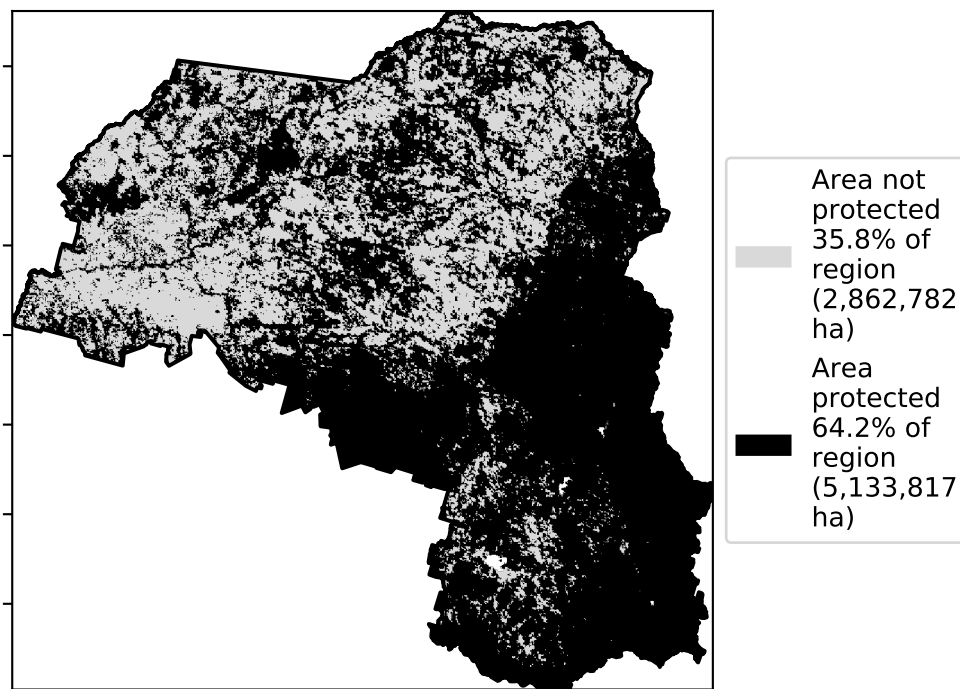 Area not
protected
35.8% of
region
(2,862,782
ha)
Area
protected
64.2% of
region
(5,133,817
ha)